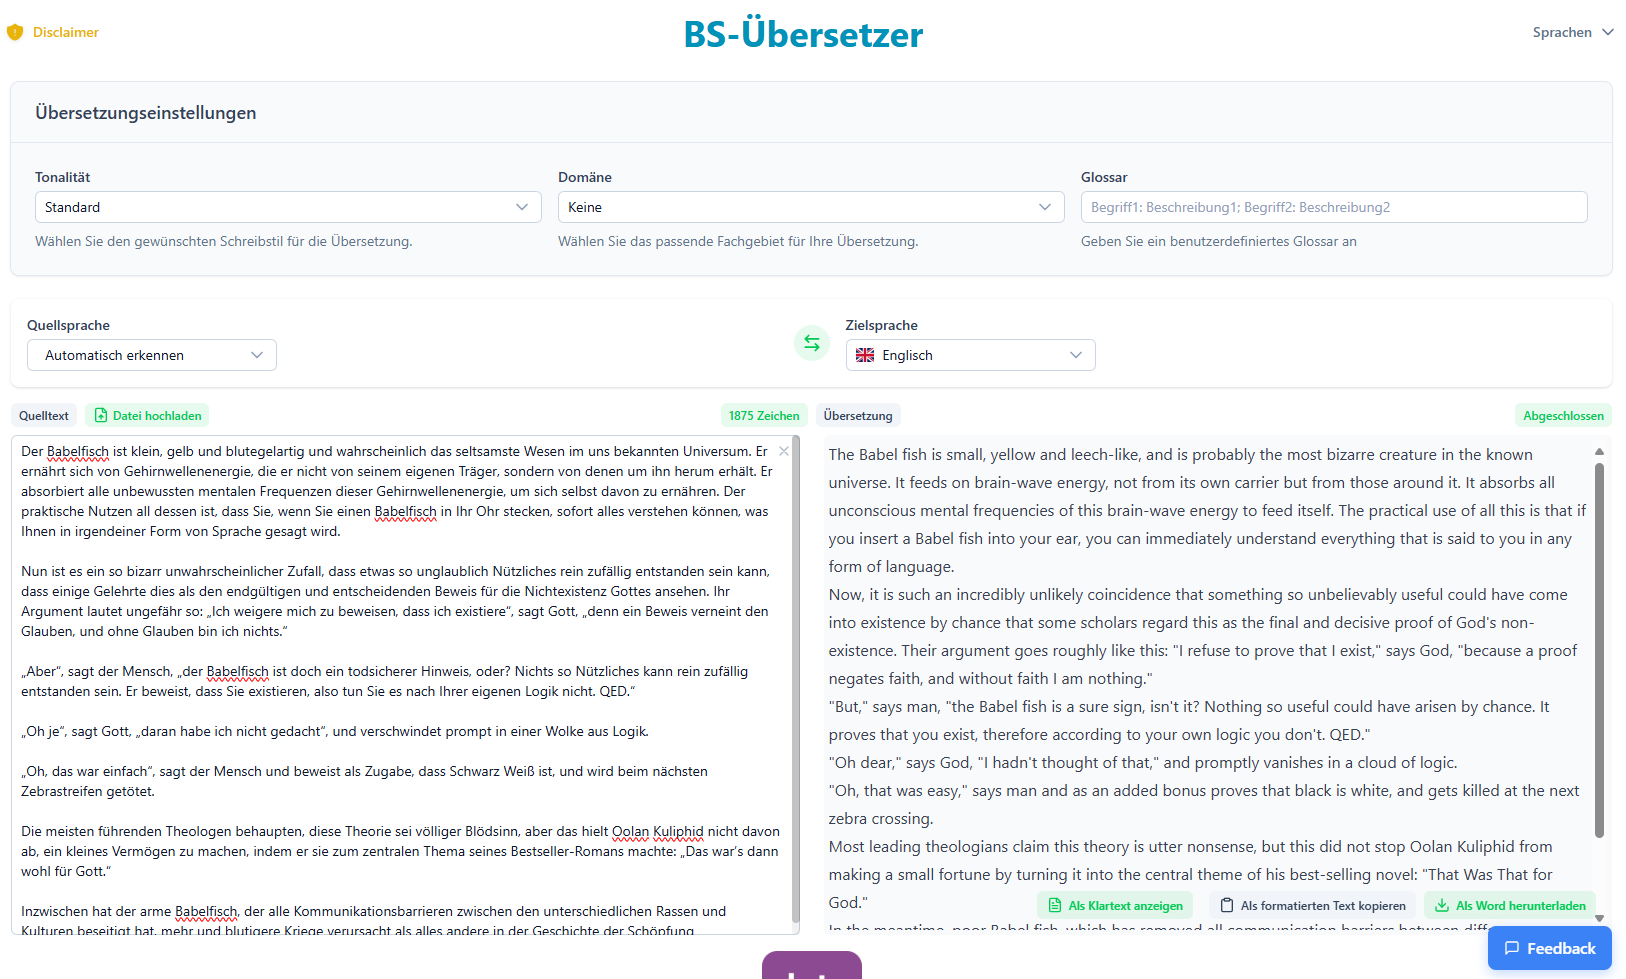 Disclaimer
BS-Übersetzer
Sprachen
Übersetzungseinstellungen
Tonalität
Standard
Wählen Sie den gewünschten Schreibstil für die Übersetzung.
Domäne
Keine
Wählen Sie das passende Fachgebiet für Ihre Übersetzung.
Glossar
Begriff1: Beschreibung1; Begriff2: Beschreibung2
Geben Sie ein benutzerdefiniertes Glossar an
Quellsprache
Automatisch erkennen
Zielsprache
Englisch
Quelltext
Datei hochladen
1875 Zeichen
Der Babelfisch ist klein, gelb und blutegelartig und wahrscheinlich das seltsamste Wesen im uns bekannten Universum. Er
ernährt sich von Gehirnwellenenergie, die er nicht von seinem eigenen Träger, sondern von denen um ihn herum erhält. Er
absorbiert alle unbewussten mentalen Frequenzen dieser Gehirnwellenenergie, um sich selbst davon zu ernähren. Der
praktische Nutzen all dessen ist, dass Sie, wenn Sie einen Babelfisch in Ihr Ohr stecken, sofort alles verstehen können, was
Ihnen in irgendeiner Form von Sprache gesagt wird.
Nun ist es ein so bizarr unwahrscheinlicher Zufall, dass etwas so unglaublich Nützliches rein zufällig entstanden sein kann,
dass einige Gelehrte dies als den endgültigen und entscheidenden Beweis für die Nichtexistenz Gottes ansehen. Ihr
Argument lautet ungefähr so: „Ich weigere mich zu beweisen, dass ich existiere“, sagt Gott, „denn ein Beweis verneint den
Glauben, und ohne Glauben bin ich nichts.“
„Aber“, sagt der Mensch, „der Babelfisch ist doch ein todsicherer Hinweis, oder? Nichts so Nützliches kann rein zufällig
entstanden sein. Er beweist, dass Sie existieren, also tun Sie es nach Ihrer eigenen Logik nicht. QED.“
„Oh je“, sagt Gott, „daran habe ich nicht gedacht“, und verschwindet prompt in einer Wolke aus Logik.
„Oh, das war einfach“, sagt der Mensch und beweist als Zugabe, dass Schwarz Weiß ist, und wird beim nächsten
Zebrastreifen getötet.
Die meisten führenden Theologen behaupten, diese Theorie sei völliger Blödsinn, aber das hielt Oolan Kuliphid nicht davon
ab, ein kleines Vermögen zu machen, indem er sie zum zentralen Thema seines Bestseller-Romans machte: „Das war’s dann
wohl für Gott.“
Inzwischen hat der arme Babelfisch, der alle Kommunikationsbarrieren zwischen den unterschiedlichen Rassen und
Kulturen beseitigt hat, mehr und blutigere Kriege verursacht als alles andere in der Geschichte der Schöpfung
Übersetzung
Abgeschlossen
The Babel fish is small, yellow and leech-like, and is probably the most bizarre creature in the known
universe. It feeds on brain-wave energy, not from its own carrier but from those around it. It absorbs all
unconscious mental frequencies of this brain-wave energy to feed itself. The practical use of all this is that if
you insert a Babel fish into your ear, you can immediately understand everything that is said to you in any
form of language.
Now, it is such an incredibly unlikely coincidence that something so unbelievably useful could have come
into existence by chance that some scholars regard this as the final and decisive proof of God's non-
existence. Their argument goes roughly like this: "I refuse to prove that I exist," says God, "because a proof
negates faith, and without faith I am nothing."
"But," says man, "the Babel fish is a sure sign, isn't it? Nothing so useful could have arisen by chance. It
proves that you exist, therefore according to your own logic you don't. QED."
"Oh dear," says God, "I hadn't thought of that," and promptly vanishes in a cloud of logic.
"Oh, that was easy," says man and as an added bonus proves that black is white, and gets killed at the next
zebra crossing.
Most leading theologians claim this theory is utter nonsense, but this did not stop Oolan Kuliphid from
making a small fortune by turning it into the central theme of his best-selling novel: "That Was That for
God."
In the meantime, poor Babel fish, which has removed all communication barriers between
Als Klartext anzeigen
Als formatierten Text kopieren
Als Word herunterladen
Feedback